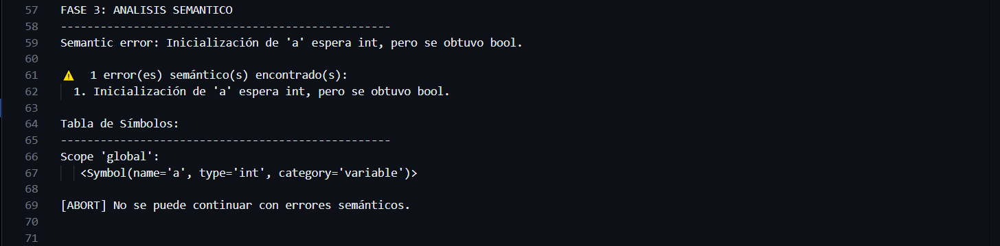 57 FASE 3: ANALISIS SEMANTICO
58 --------------------------------------------------
59 Semantic error: Inicialización de 'a' espera int, pero se obtuvo bool.
60
61 ⚠ 1 error(es) semántico(s) encontrado(s):
62 1. Inicialización de 'a' espera int, pero se obtuvo bool.
63
64 Tabla de Símbolos:
65 --------------------------------------------------
66 Scope 'global':
67 <Symbol(name='a', type='int', category='variable')>
68
69 [ABORT] No se puede continuar con errores semánticos.
70
71